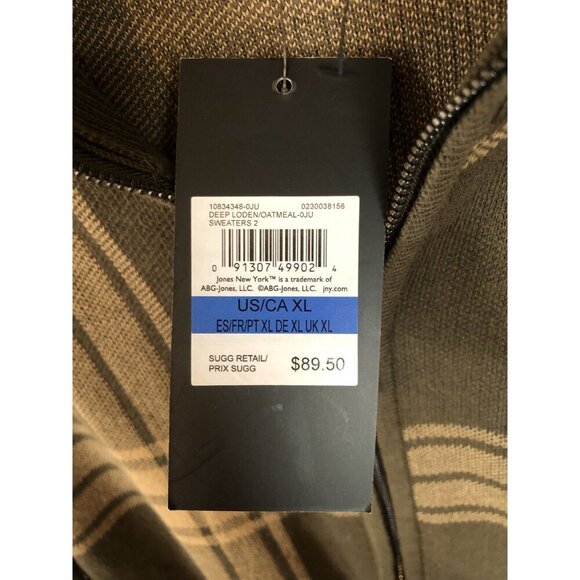 10834348-0JU 0230038156
DEEP LODEN/OATMEAL-0JU
SWEATERS 2
0 91307 49902 4
Jones New York™ is a trademark of
ABG-Jones, LLC. ©ABG-Jones, LLC. jny.com
US/CA XL
ES/FR/PT XL DE XL UK XL
SUGG RETAIL/
PRIX SUGG $89.50